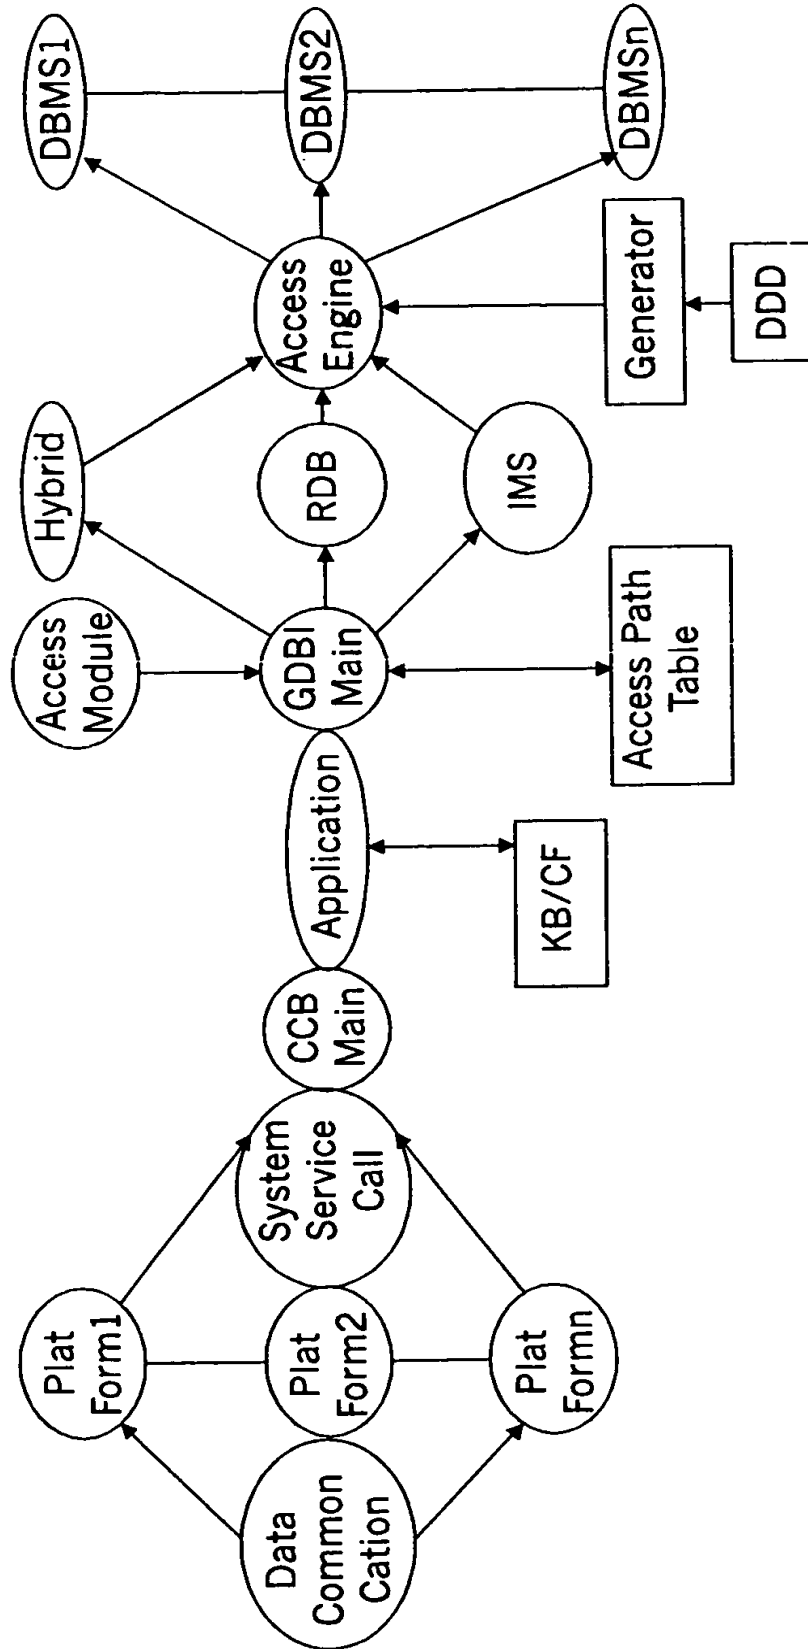 Data
Common
Cation
Plat
Form1
Plat
Form2
Plat
Formn
System
Service
Call
CCB
Main
Application
KB/CF
Access
Module
GDBI
Main
Access Path
Table
Hybrid
RDB
IMS
Access
Engine
Generator
DDD
DBMS1
DBMS2
DBMSn